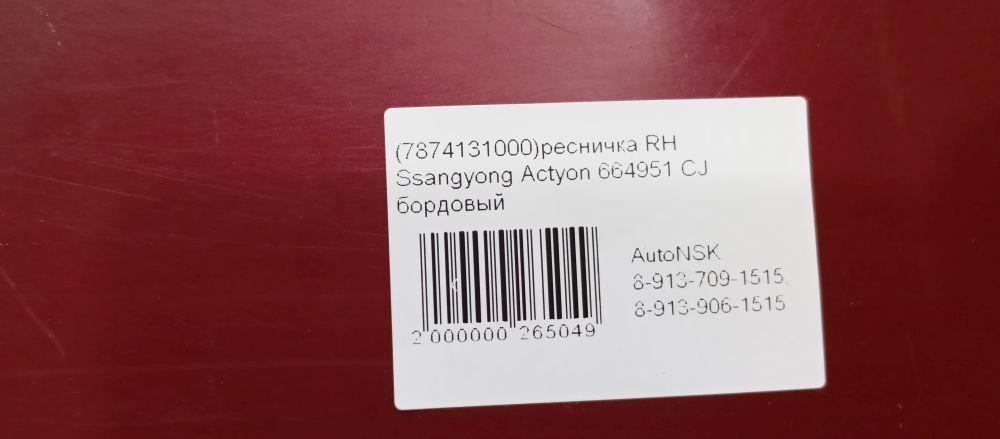 (7874131000)ресничка RH
Ssangyong Actyon 664951 CJ
бордовый
AutoNSK
8-913-709-1515,
8-913-906-1515
2 000000 265049